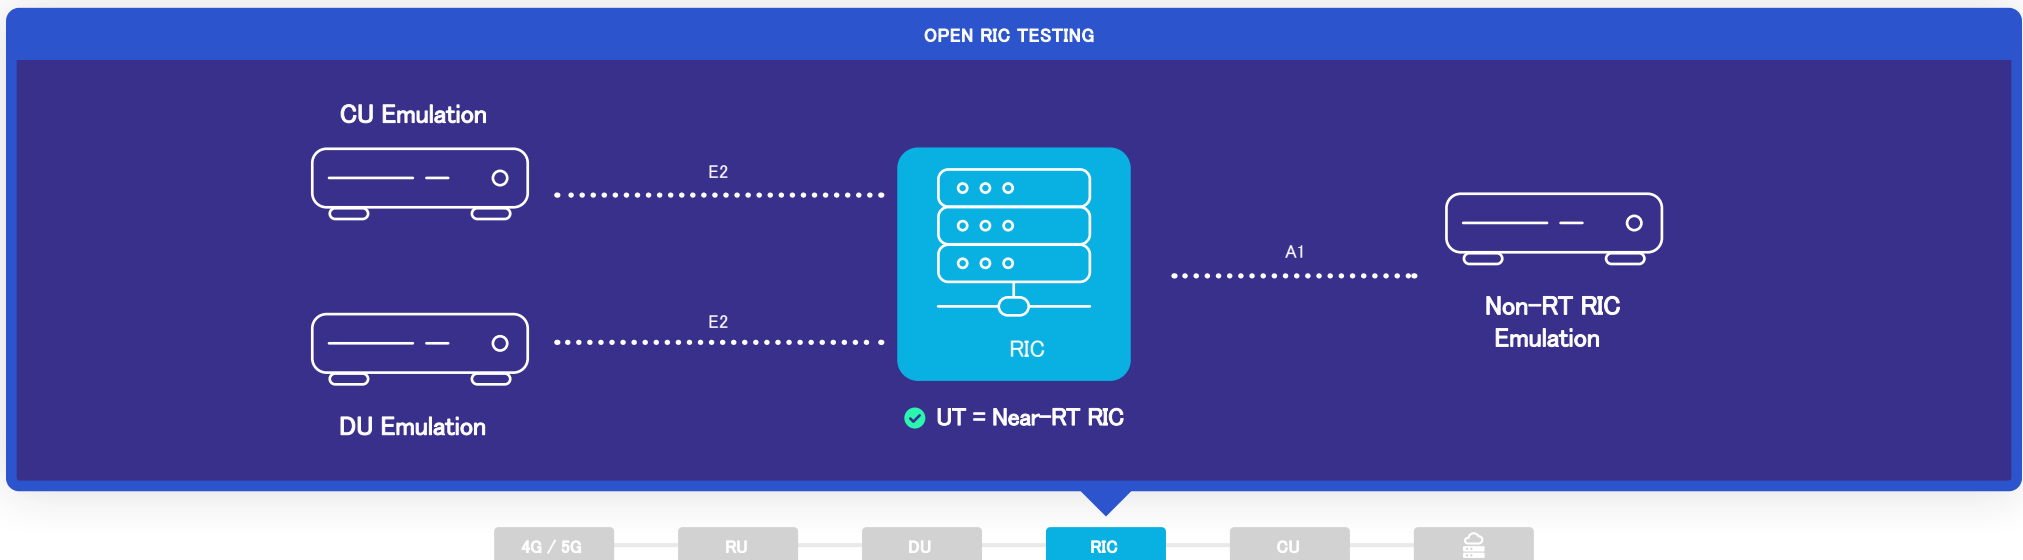 OPEN RIC TESTING
CU Emulation
E2
A1
RIC
Non-RT RIC
Emulation
E2
DU Emulation
UT = Near-RT RIC
4G / 5G
RU
DU
RIC
CU